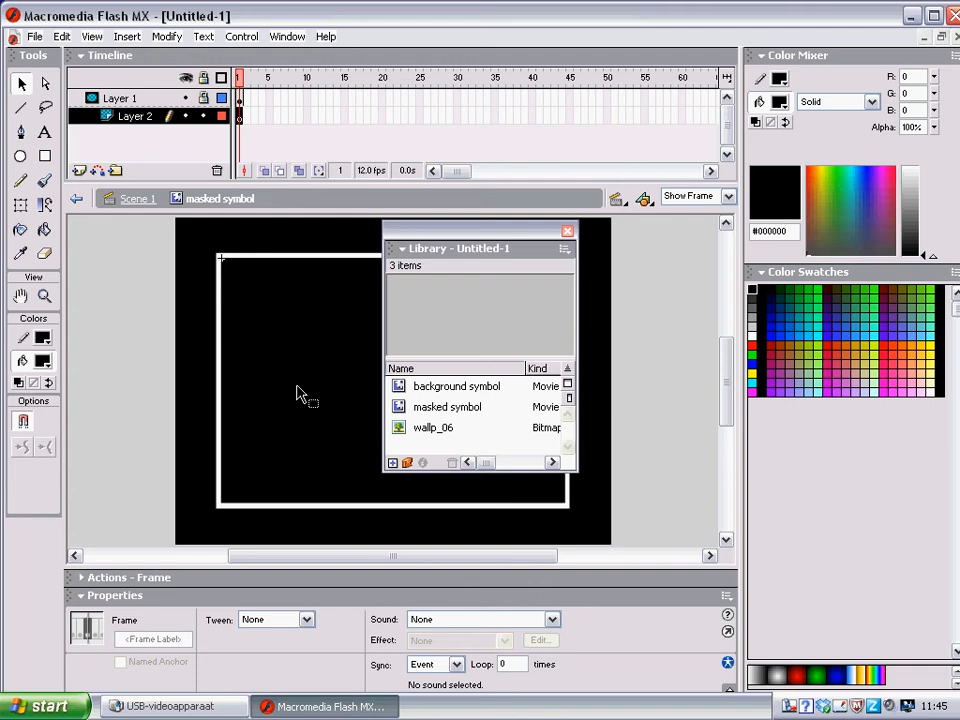 Macromedia Flash MX - [Untitled-1]
File Edit View Insert Modify Text Control Window Help
Tools
Timeline
Color Mixer
1 5 10 15 20 25 30 35 40 45 50 55 60
Layer 1
Layer 2
R: 0
G: 0
B: 0
Solid
Alpha: 100%
1 12.0 fps 0.0s
Scene 1 masked symbol
Show Frame
#000000
View
Colors
Options
Library - Untitled-1
3 items
Name Kind
background symbol Movie
masked symbol Movie
wallp_06 Bitmap
Color Swatches
Actions - Frame
Properties
Frame
<Frame Label>
Named Anchor
Tween: None
Sound: None
Effect: None Edit...
Sync: Event Loop: 0 times
No sound selected.
start
USB-videoapparaat
Macromedia Flash MX...
11:45